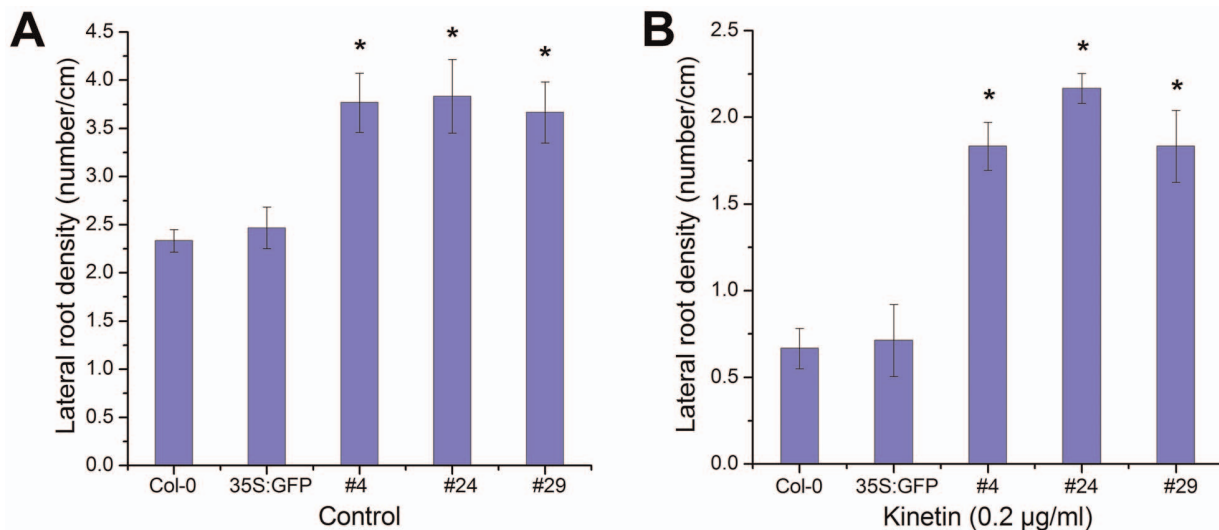 A
Lateral root density (number/cm)
4.5
4.0
3.5
3.0
2.5
2.0
1.5
1.0
0.5
0.0
* * *
Col-0 35S:GFP #4 #24 #29
Control
B
Lateral root density (number/cm)
2.5
2.0
1.5
1.0
0.5
0.0
* * *
Col-0 35S:GFP #4 #24 #29
Kinetin (0.2 µg/ml)